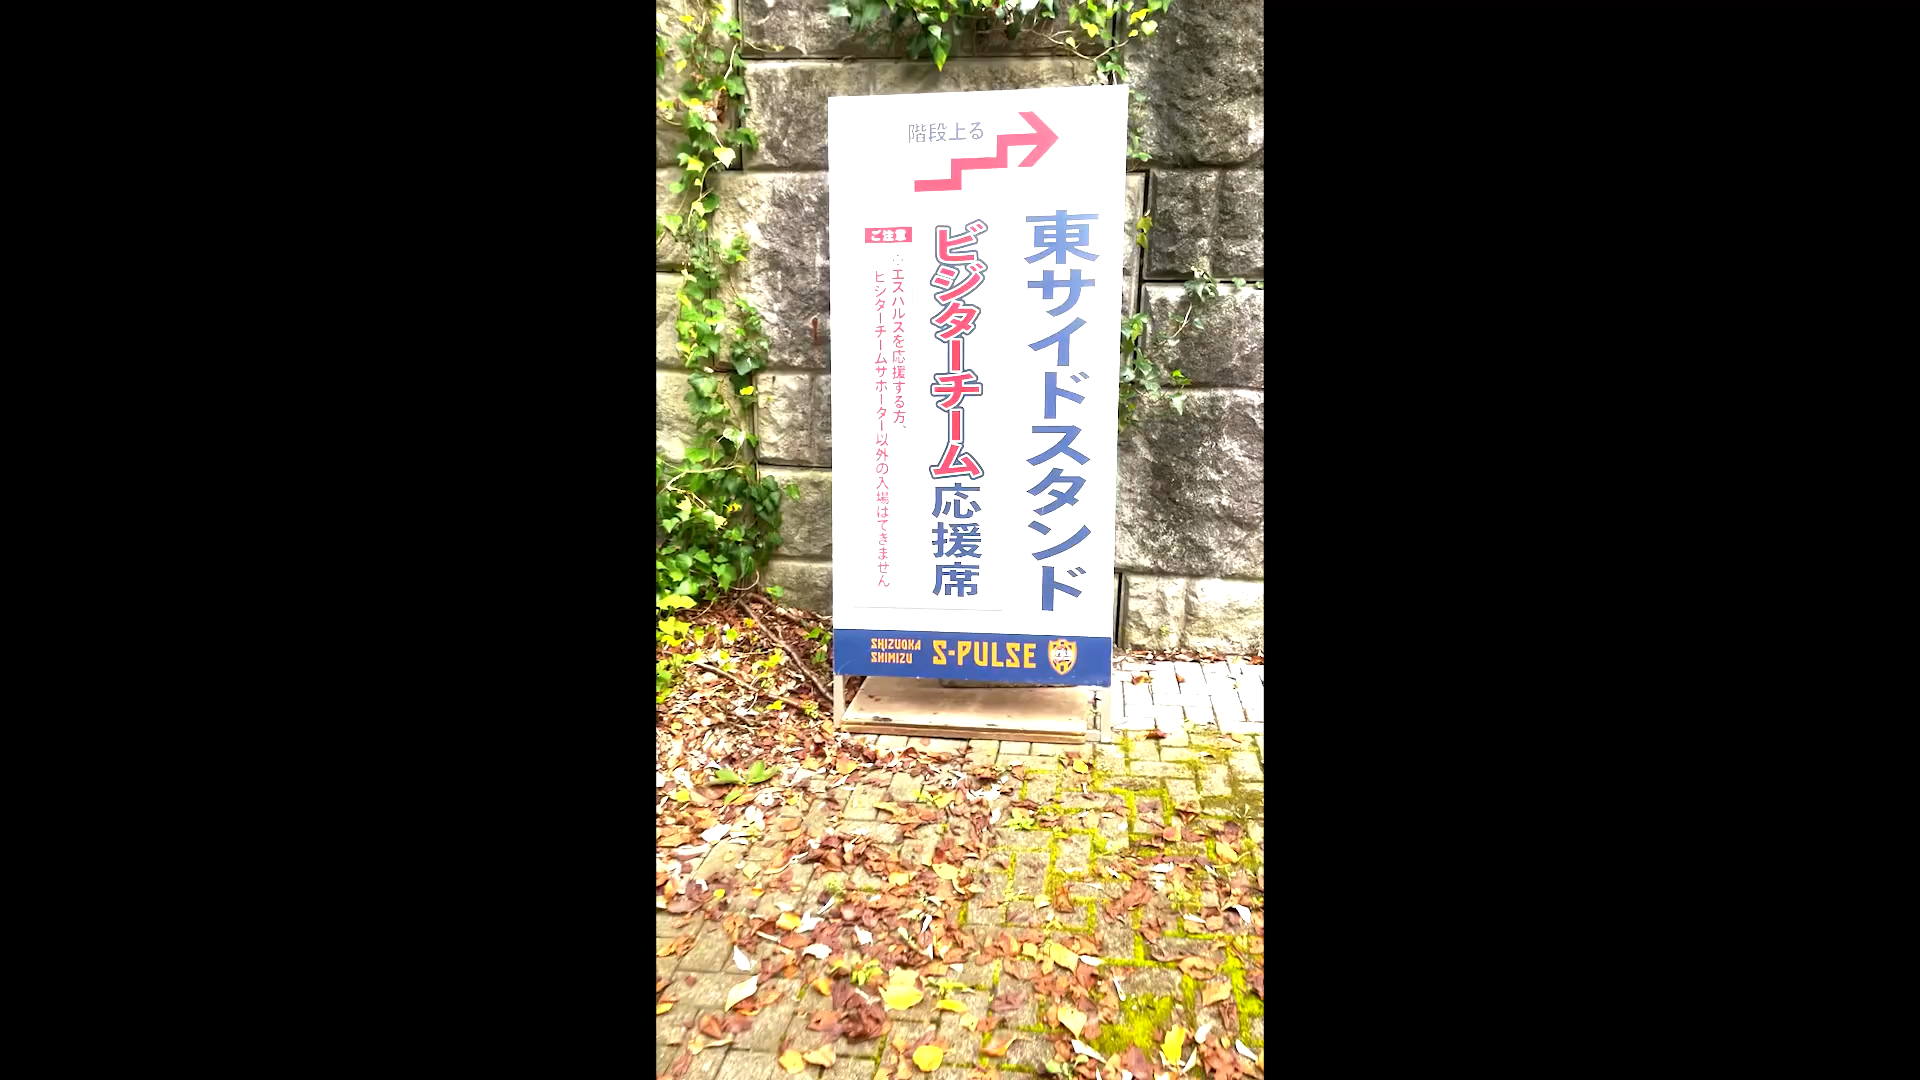 階段上る
東サイドスタンド
ビジターチーム応援席
ご注意
※エスパルスを応援する方、
ビジターチームサポーター以外の入場はできません
SHIZUOKA
SHIMIZU
S-PULSE